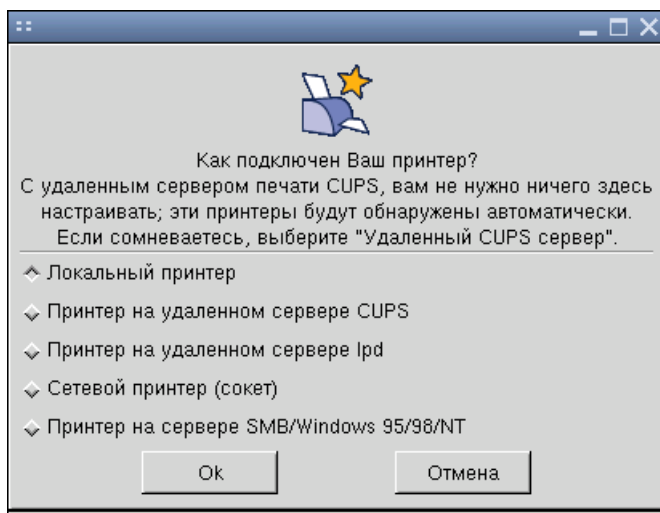 Как подключен Ваш принтер?
С удаленным сервером печати CUPS, вам не нужно ничего здесь
настраивать; эти принтеры будут обнаружены автоматически.
Если сомневаетесь, выберите "Удаленный CUPS сервер".
Локальный принтер
Принтер на удаленном сервере CUPS
Принтер на удаленном сервере lpd
Сетевой принтер (сокет)
Принтер на сервере SMB/Windows 95/98/NT
Ok
Отмена